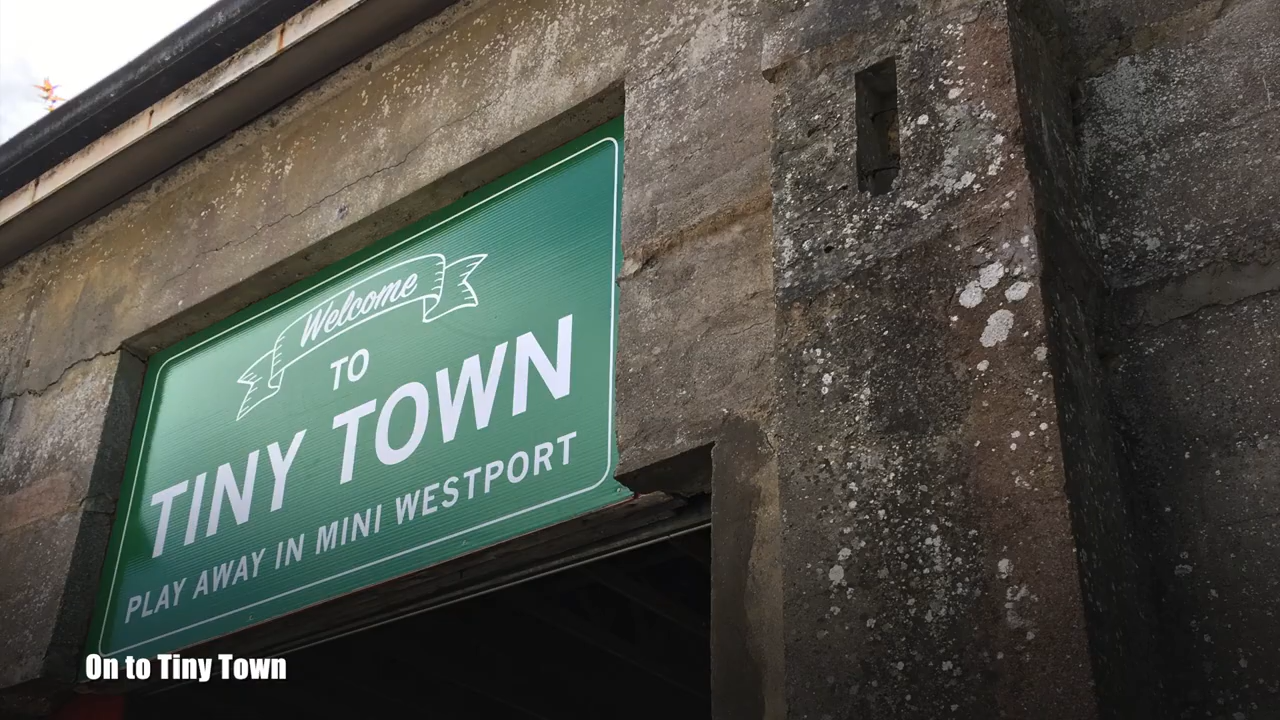 Welcome
TO
TINY TOWN
PLAY AWAY IN MINI WESTPORT
On to Tiny Town